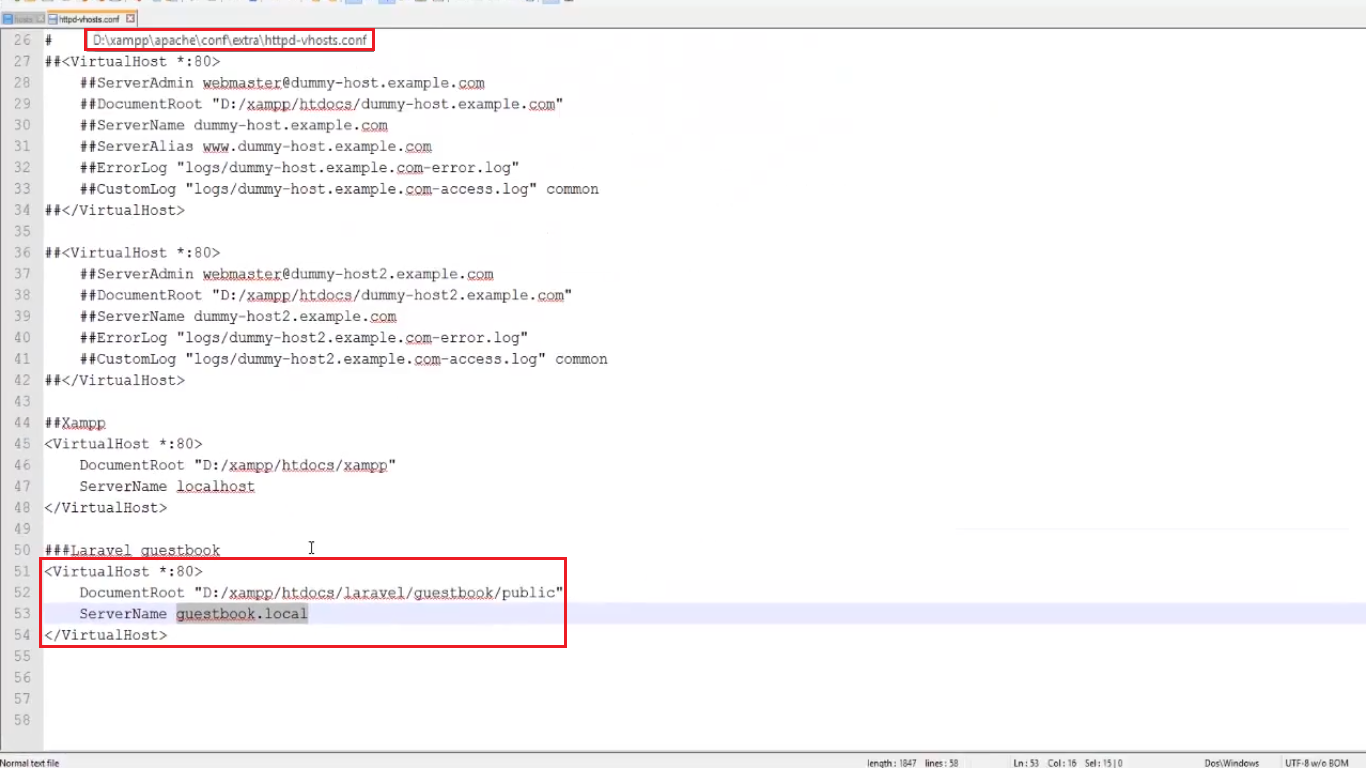 httpd-vhosts.conf
26 # D:\xampp\apache\conf\extra\httpd-vhosts.conf
27 ##<VirtualHost *:80>
28 ##ServerAdmin webmaster@dummy-host.example.com
29 ##DocumentRoot "D:/xampp/htdocs/dummy-host.example.com"
30 ##ServerName dummy-host.example.com
31 ##ServerAlias www.dummy-host.example.com
32 ##ErrorLog "logs/dummy-host.example.com-error.log"
33 ##CustomLog "logs/dummy-host.example.com-access.log" common
34 ##</VirtualHost>
35
36 ##<VirtualHost *:80>
37 ##ServerAdmin webmaster@dummy-host2.example.com
38 ##DocumentRoot "D:/xampp/htdocs/dummy-host2.example.com"
39 ##ServerName dummy-host2.example.com
40 ##ErrorLog "logs/dummy-host2.example.com-error.log"
41 ##CustomLog "logs/dummy-host2.example.com-access.log" common
42 ##</VirtualHost>
43
44 ##Xampp
45 <VirtualHost *:80>
46 DocumentRoot "D:/xampp/htdocs/xampp"
47 ServerName localhost
48 </VirtualHost>
49
50 ###Laravel guestbook
51 <VirtualHost *:80>
52 DocumentRoot "D:/xampp/htdocs/laravel/guestbook/public"
53 ServerName guestbook.local
54 </VirtualHost>
55
56
57
58
Normal text file length : 1847 lines : 58 Ln : 53 Col : 16 Sel : 15 | 0 Dos\Windows UTF-8 w/o BOM